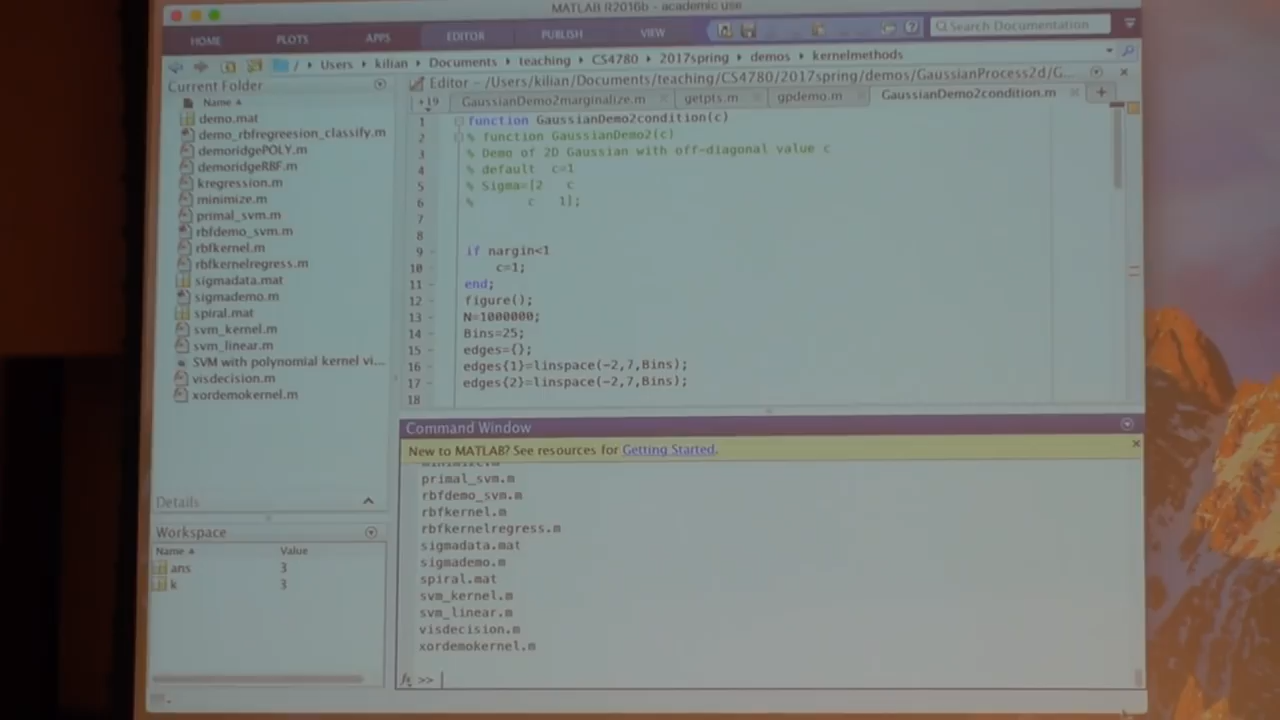 MATLAB R2016b - academic use
HOME PLOTS APPS EDITOR PUBLISH VIEW Search Documentation
/ Users kilian Documents teaching CS4780 2017spring demos kernelmethods
Current Folder
Name
demo.mat
demo_rbfregreesion_classify.m
demoridgePOLY.m
demoridgeRBF.m
kregression.m
minimize.m
primal_svm.m
rbfdemo_svm.m
rbfkernel.m
rbfkernelregress.m
sigmadata.mat
sigmademo.m
spiral.mat
svm_kernel.m
svm_linear.m
SVM with polynomial kernel vi...
visdecision.m
xordemokernel.m
Details
Workspace
Name Value
ans 3
k 3
Editor - /Users/kilian/Documents/teaching/CS4780/2017spring/demos/GaussianProcess2d/G...
+19 GaussianDemo2marginalize.m getpts.m gpdemo.m GaussianDemo2condition.m
1 function GaussianDemo2condition(c)
2 % function GaussianDemo2(c)
3 % Demo of 2D Gaussian with off-diagonal value c
4 % default c=1
5 % Sigma=[2 c
6 % c 1];
7
8
9 - if nargin<1
10 - c=1;
11 - end;
12 - figure();
13 - N=1000000;
14 - Bins=25;
15 - edges={};
16 - edges{1}=linspace(-2,7,Bins);
17 - edges{2}=linspace(-2,7,Bins);
18
Command Window
New to MATLAB? See resources for Getting Started.
minimize.m
primal_svm.m
rbfdemo_svm.m
rbfkernel.m
rbfkernelregress.m
sigmadata.mat
sigmademo.m
spiral.mat
svm_kernel.m
svm_linear.m
visdecision.m
xordemokernel.m
fx >>